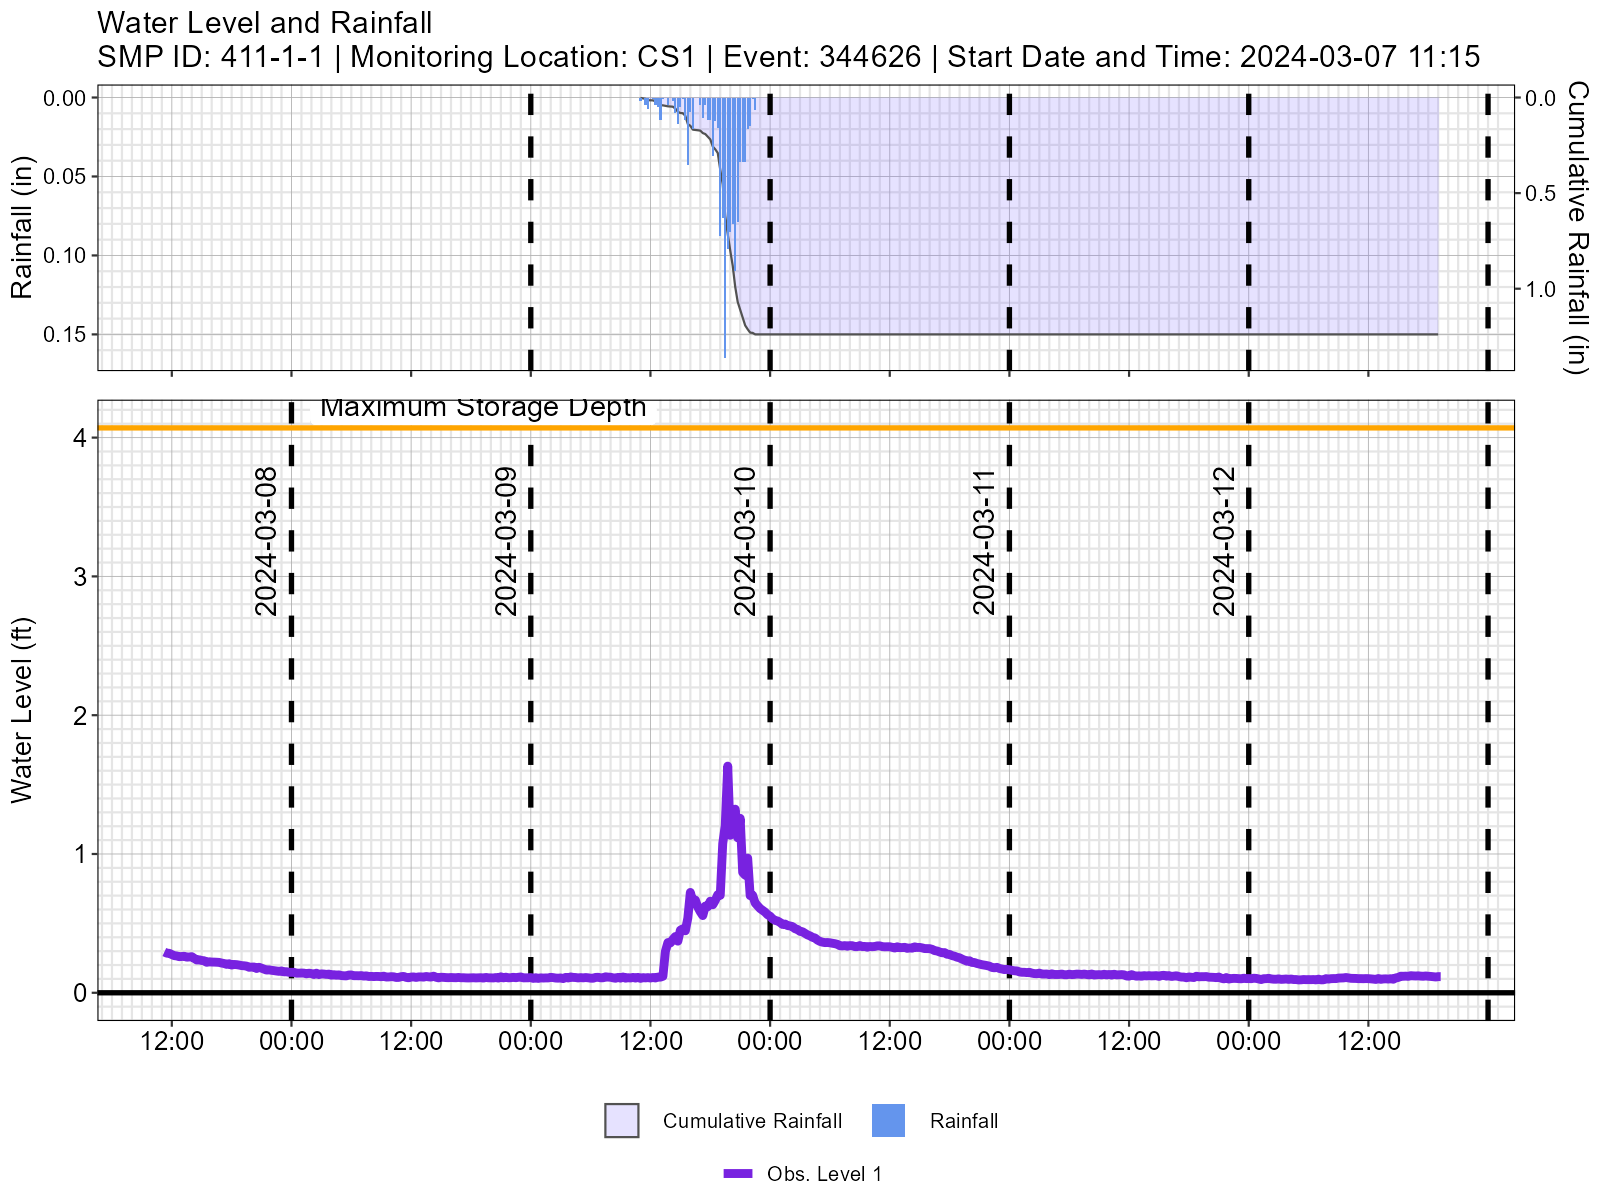 Water Level and Rainfall
SMP ID: 411-1-1 | Monitoring Location: CS1 | Event: 344626 | Start Date and Time: 2024-03-07 11:15
Rainfall (in)
0.00
0.05
0.10
0.15
0.0
0.5
1.0
Cumulative Rainfall (in)
Maximum Storage Depth
Water Level (ft)
4
3
2
1
0
2024-03-08
2024-03-09
2024-03-10
2024-03-11
2024-03-12
12:00 00:00 12:00 00:00 12:00 00:00 12:00 00:00 12:00 00:00 12:00
Cumulative Rainfall Rainfall
Obs. Level 1